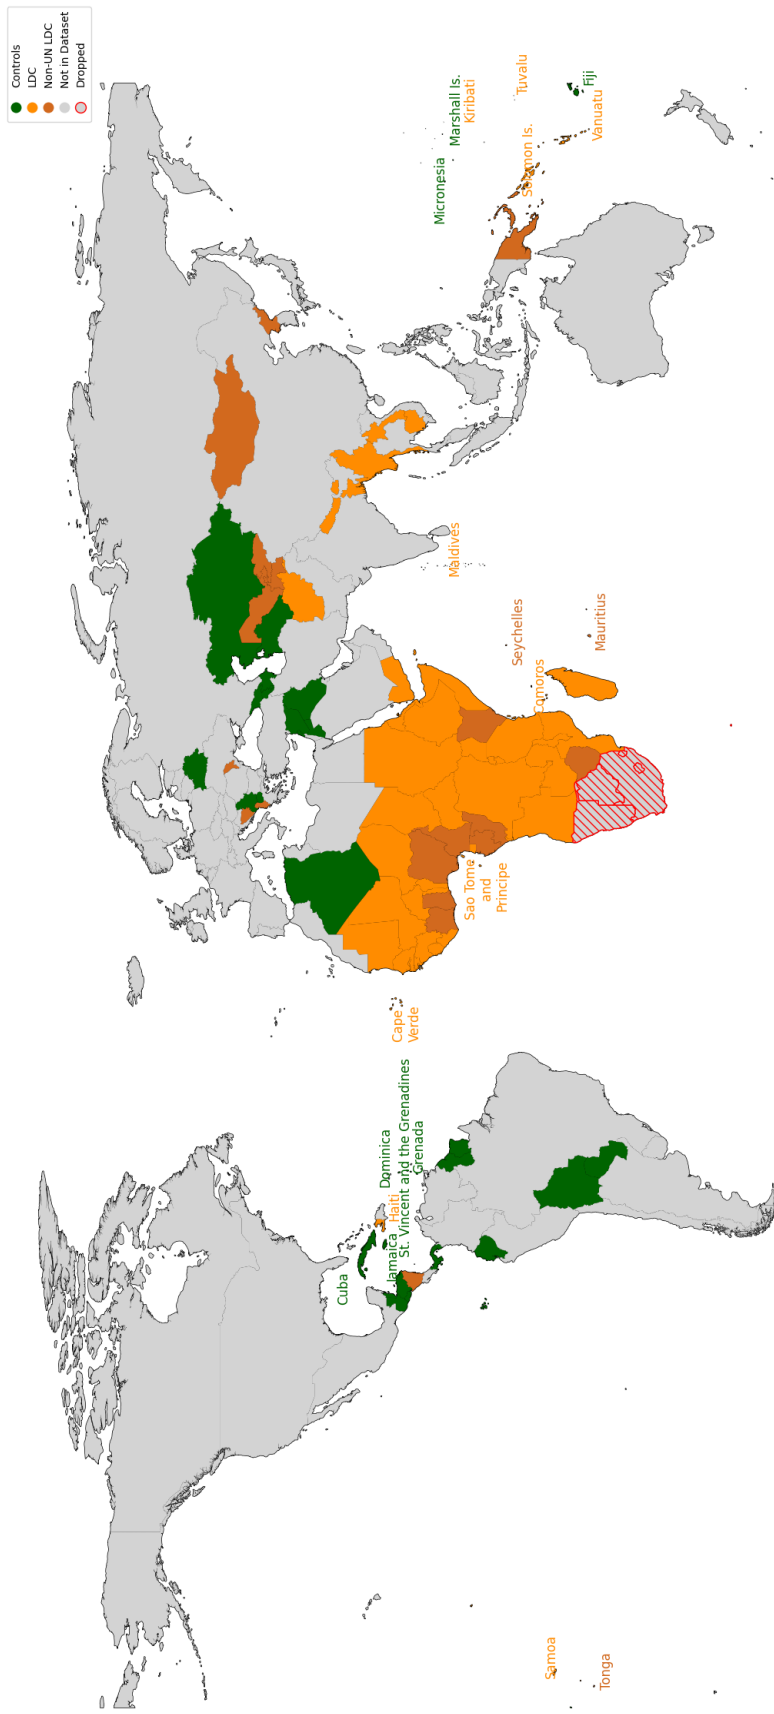 Controls
LDC
Non-UN LDC
Not in Dataset
Dropped
Cuba
Jamaica
Haiti
Dominica
St. Vincent and the Grenadines
Grenada
Cape
Verde
Sao Tome
and
Principe
Comoros
Seychelles
Mauritius
Maldives
Micronesia
Marshall Is.
Kiribati
Solomon Is.
Tuvalu
Vanuatu
Fiji
Samoa
Tonga